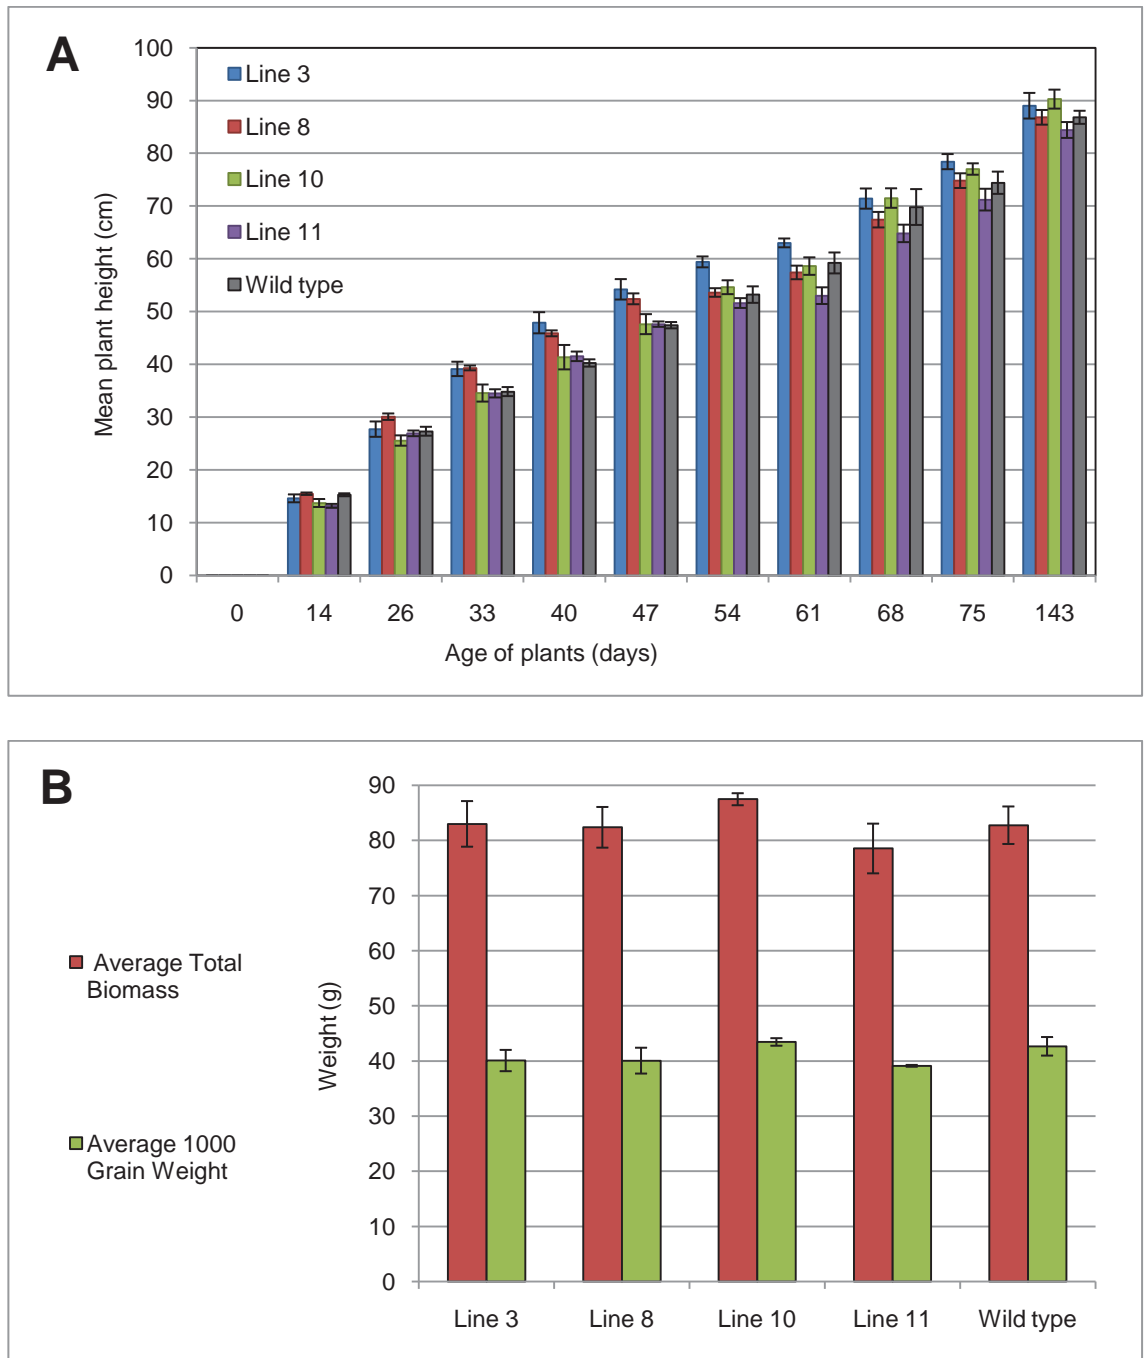 A
100
90
80
70
60
50
40
30
20
10
0
Mean plant height (cm)
Line 3
Line 8
Line 10
Line 11
Wild type
0 14 26 33 40 47 54 61 68 75 143
Age of plants (days)
B
90
80
70
60
50
40
30
20
10
0
Weight (g)
Average Total
Biomass
Average 1000
Grain Weight
Line 3 Line 8 Line 10 Line 11 Wild type